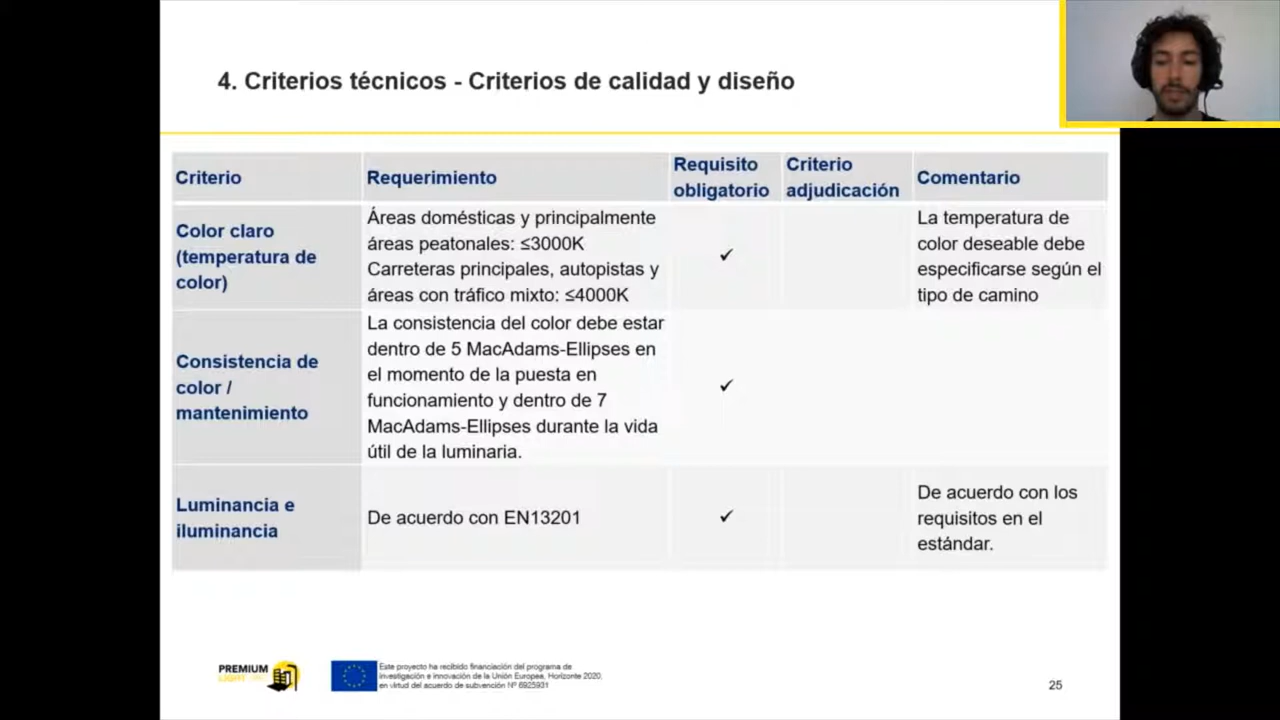 4. Criterios técnicos - Criterios de calidad y diseño
Criterio
Requerimiento
Requisito
obligatorio
Criterio
adjudicación
Comentario
Color claro
(temperatura de
color)
Áreas domésticas y principalmente
áreas peatonales: ≤3000K
Carreteras principales, autopistas y
áreas con tráfico mixto: ≤4000K
✓
La temperatura de
color deseable debe
especificarse según el
tipo de camino
Consistencia de
color /
mantenimiento
La consistencia del color debe estar
dentro de 5 MacAdams-Ellipses en
el momento de la puesta en
funcionamiento y dentro de 7
MacAdams-Ellipses durante la vida
útil de la luminaria.
✓
Luminancia e
iluminancia
De acuerdo con EN13201
✓
De acuerdo con los
requisitos en el
estándar.
PREMIUM
LIGHT
Este proyecto ha recibido financiación del programa de
investigación e innovación de la Unión Europea, Horizonte 2020,
en virtud del acuerdo de subvención Nº 6925931
25